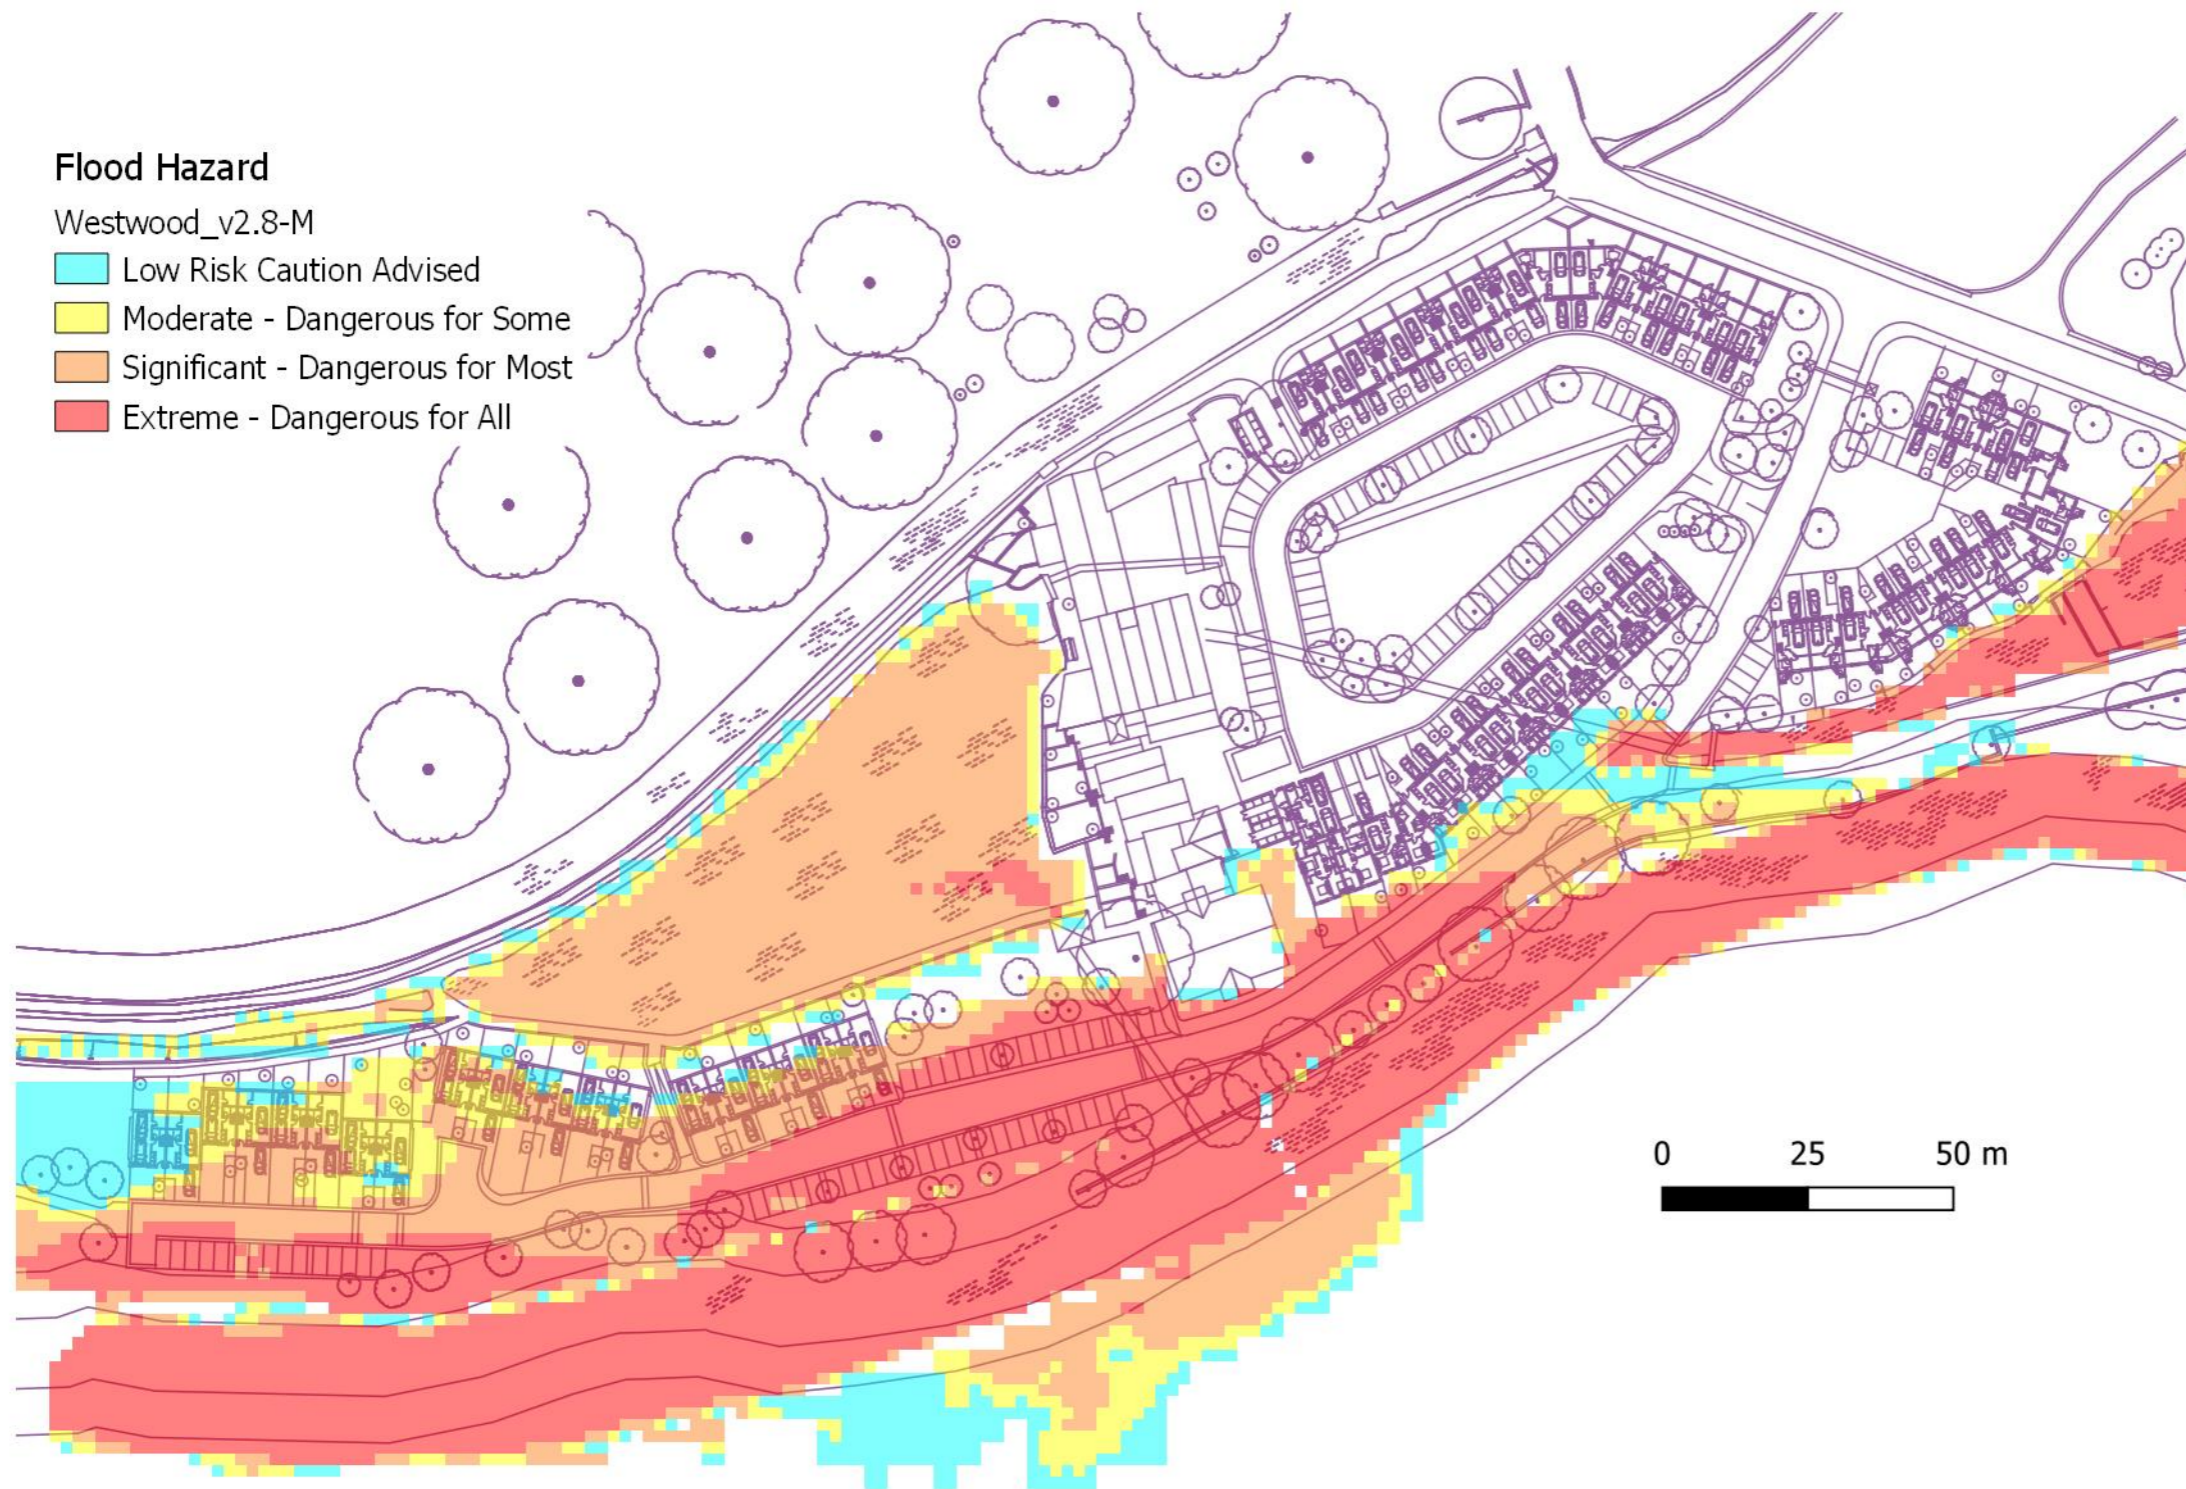 Flood Hazard
Westwood_v2.8-M
Low Risk Caution Advised
Moderate - Dangerous for Some
Significant - Dangerous for Most
Extreme - Dangerous for All
0 25 50 m